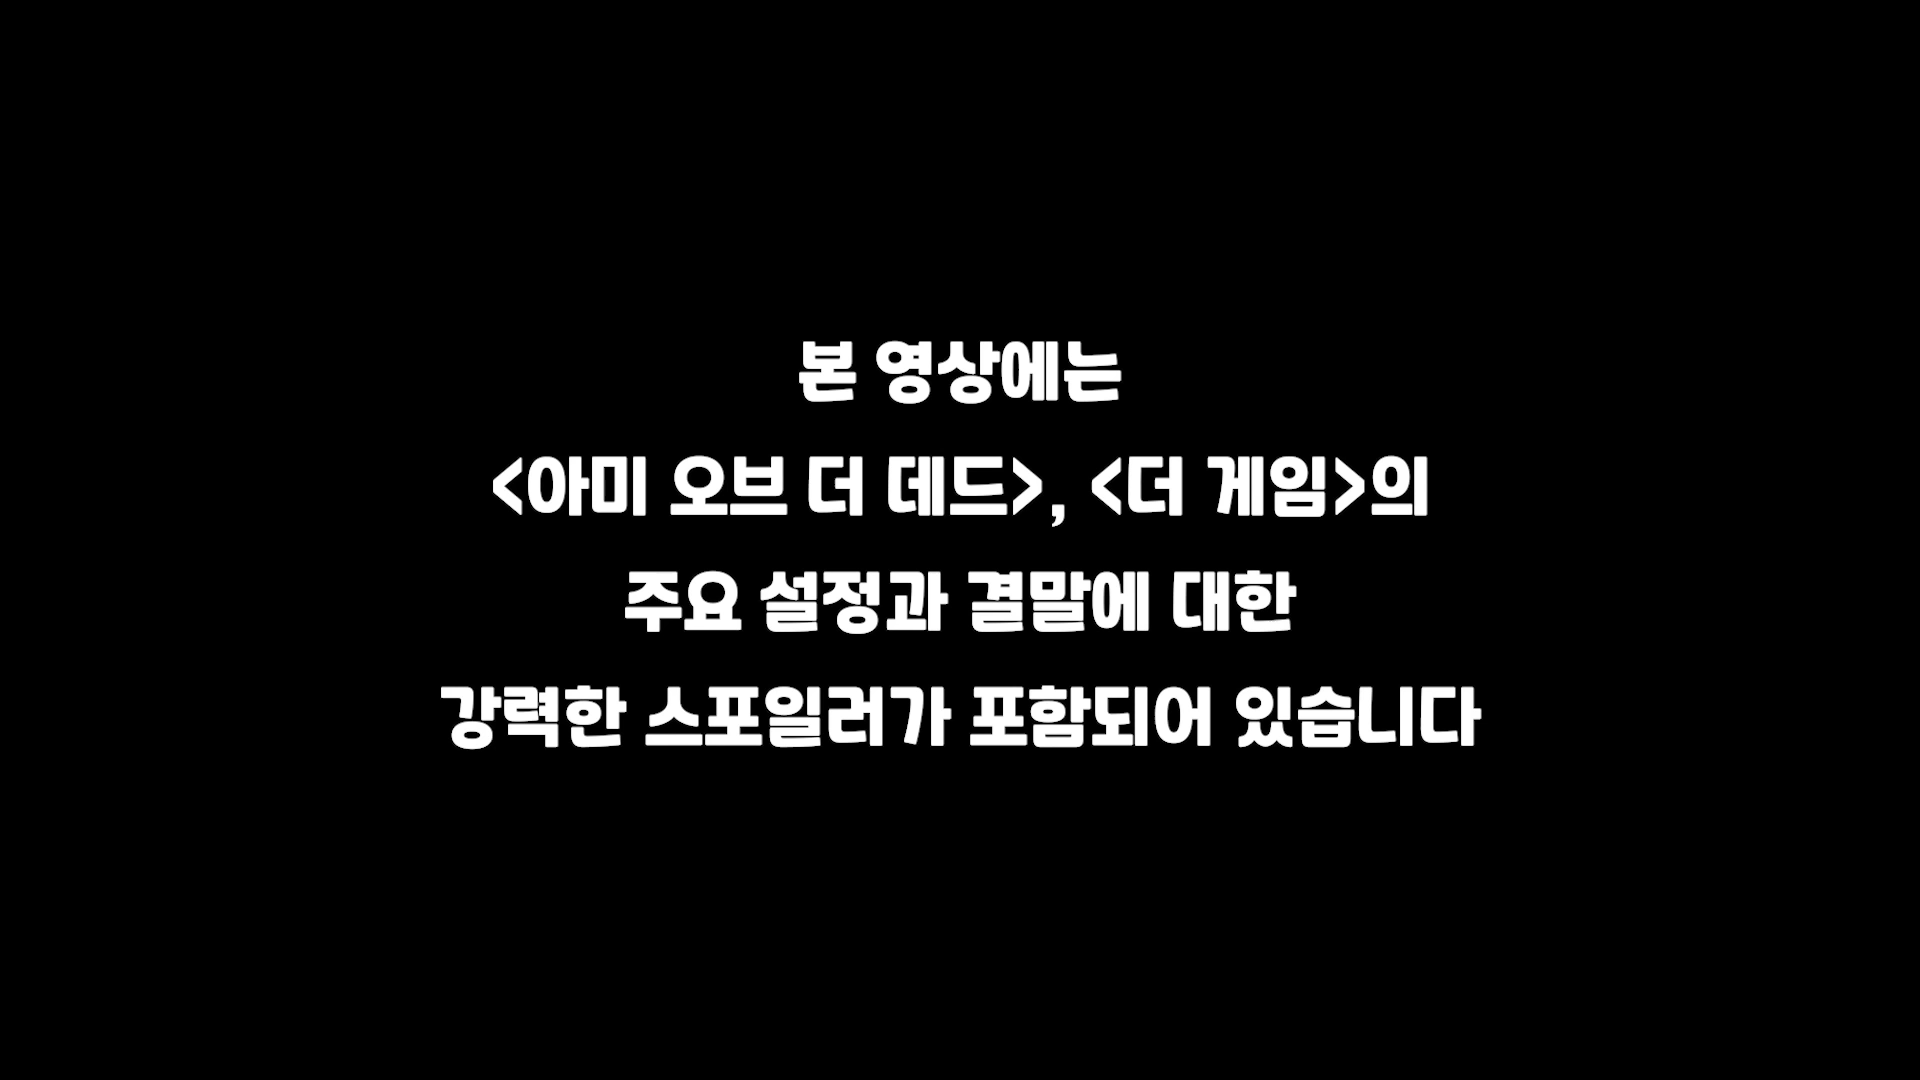 본 영상에는
<아미 오브 더 데드>, <더 게임>의
주요 설정과 결말에 대한
강력한 스포일러가 포함되어 있습니다